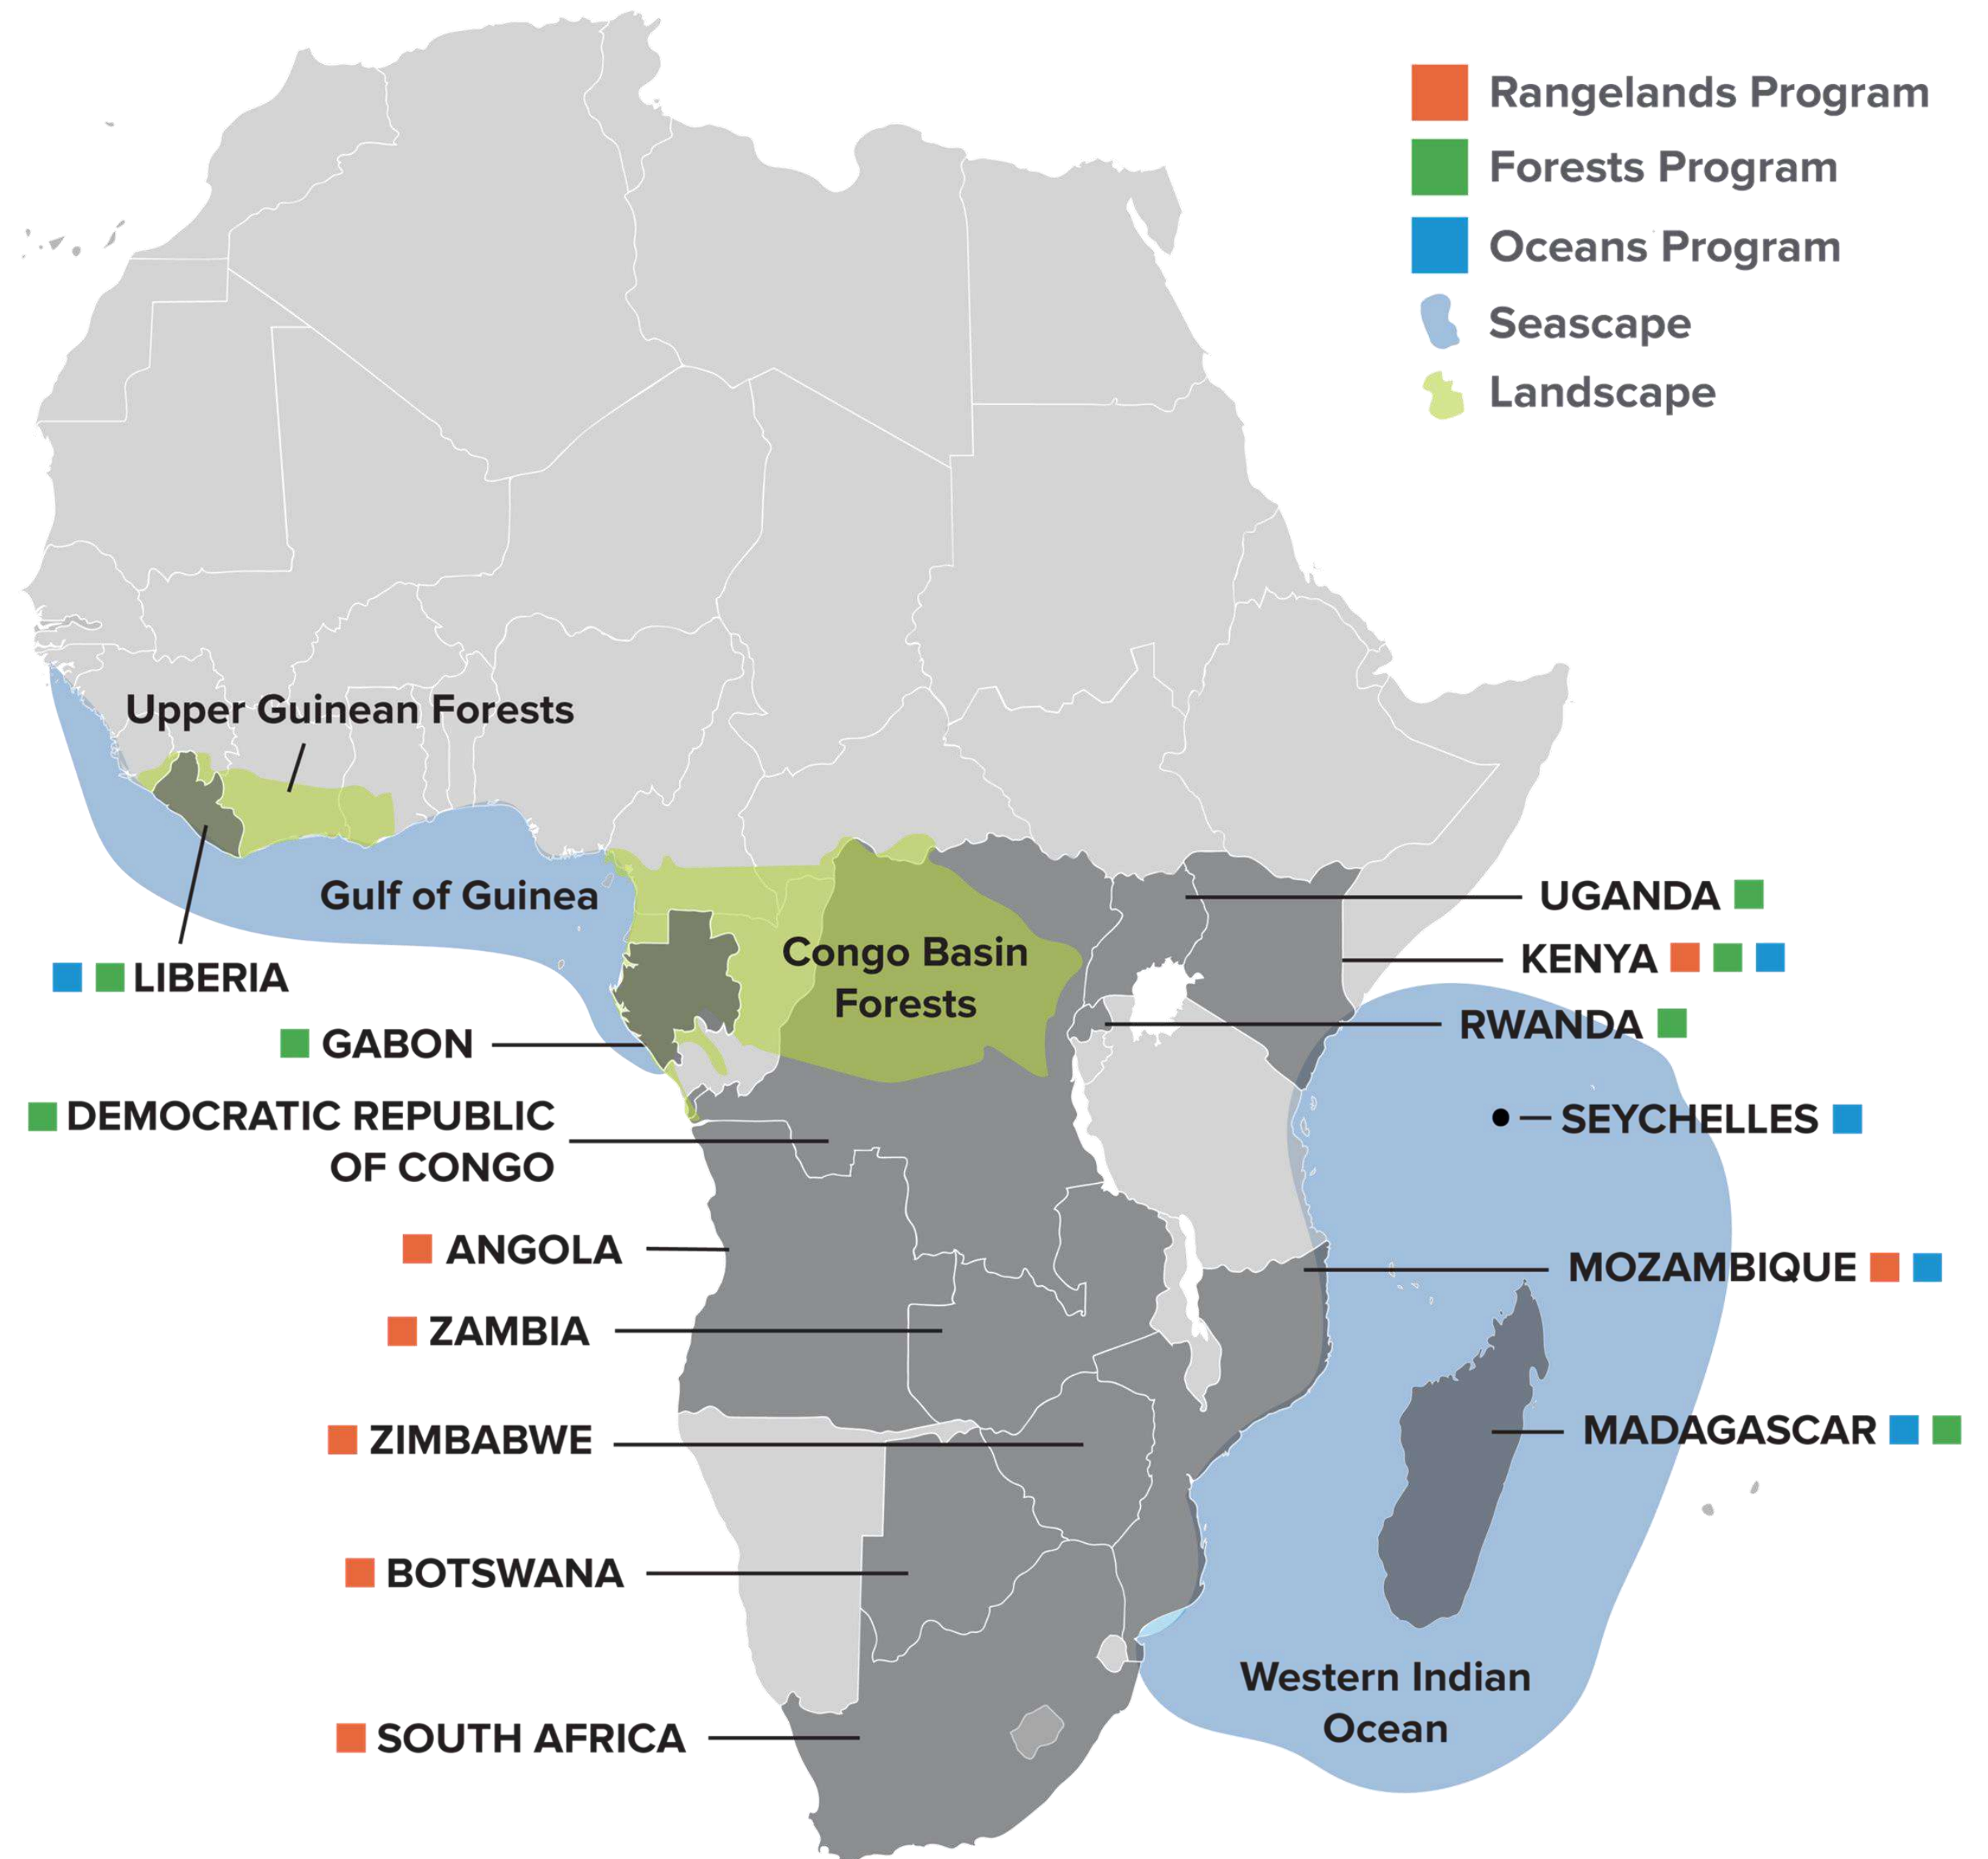 Rangelands Program
Forests Program
Oceans Program
Seascape
Landscape
Upper Guinean Forests
Gulf of Guinea
Congo Basin
Forests
LIBERIA
GABON
DEMOCRATIC REPUBLIC
OF CONGO
ANGOLA
ZAMBIA
ZIMBABWE
BOTSWANA
SOUTH AFRICA
UGANDA
KENYA
RWANDA
SEYCHELLES
MOZAMBIQUE
MADAGASCAR
Western Indian
Ocean